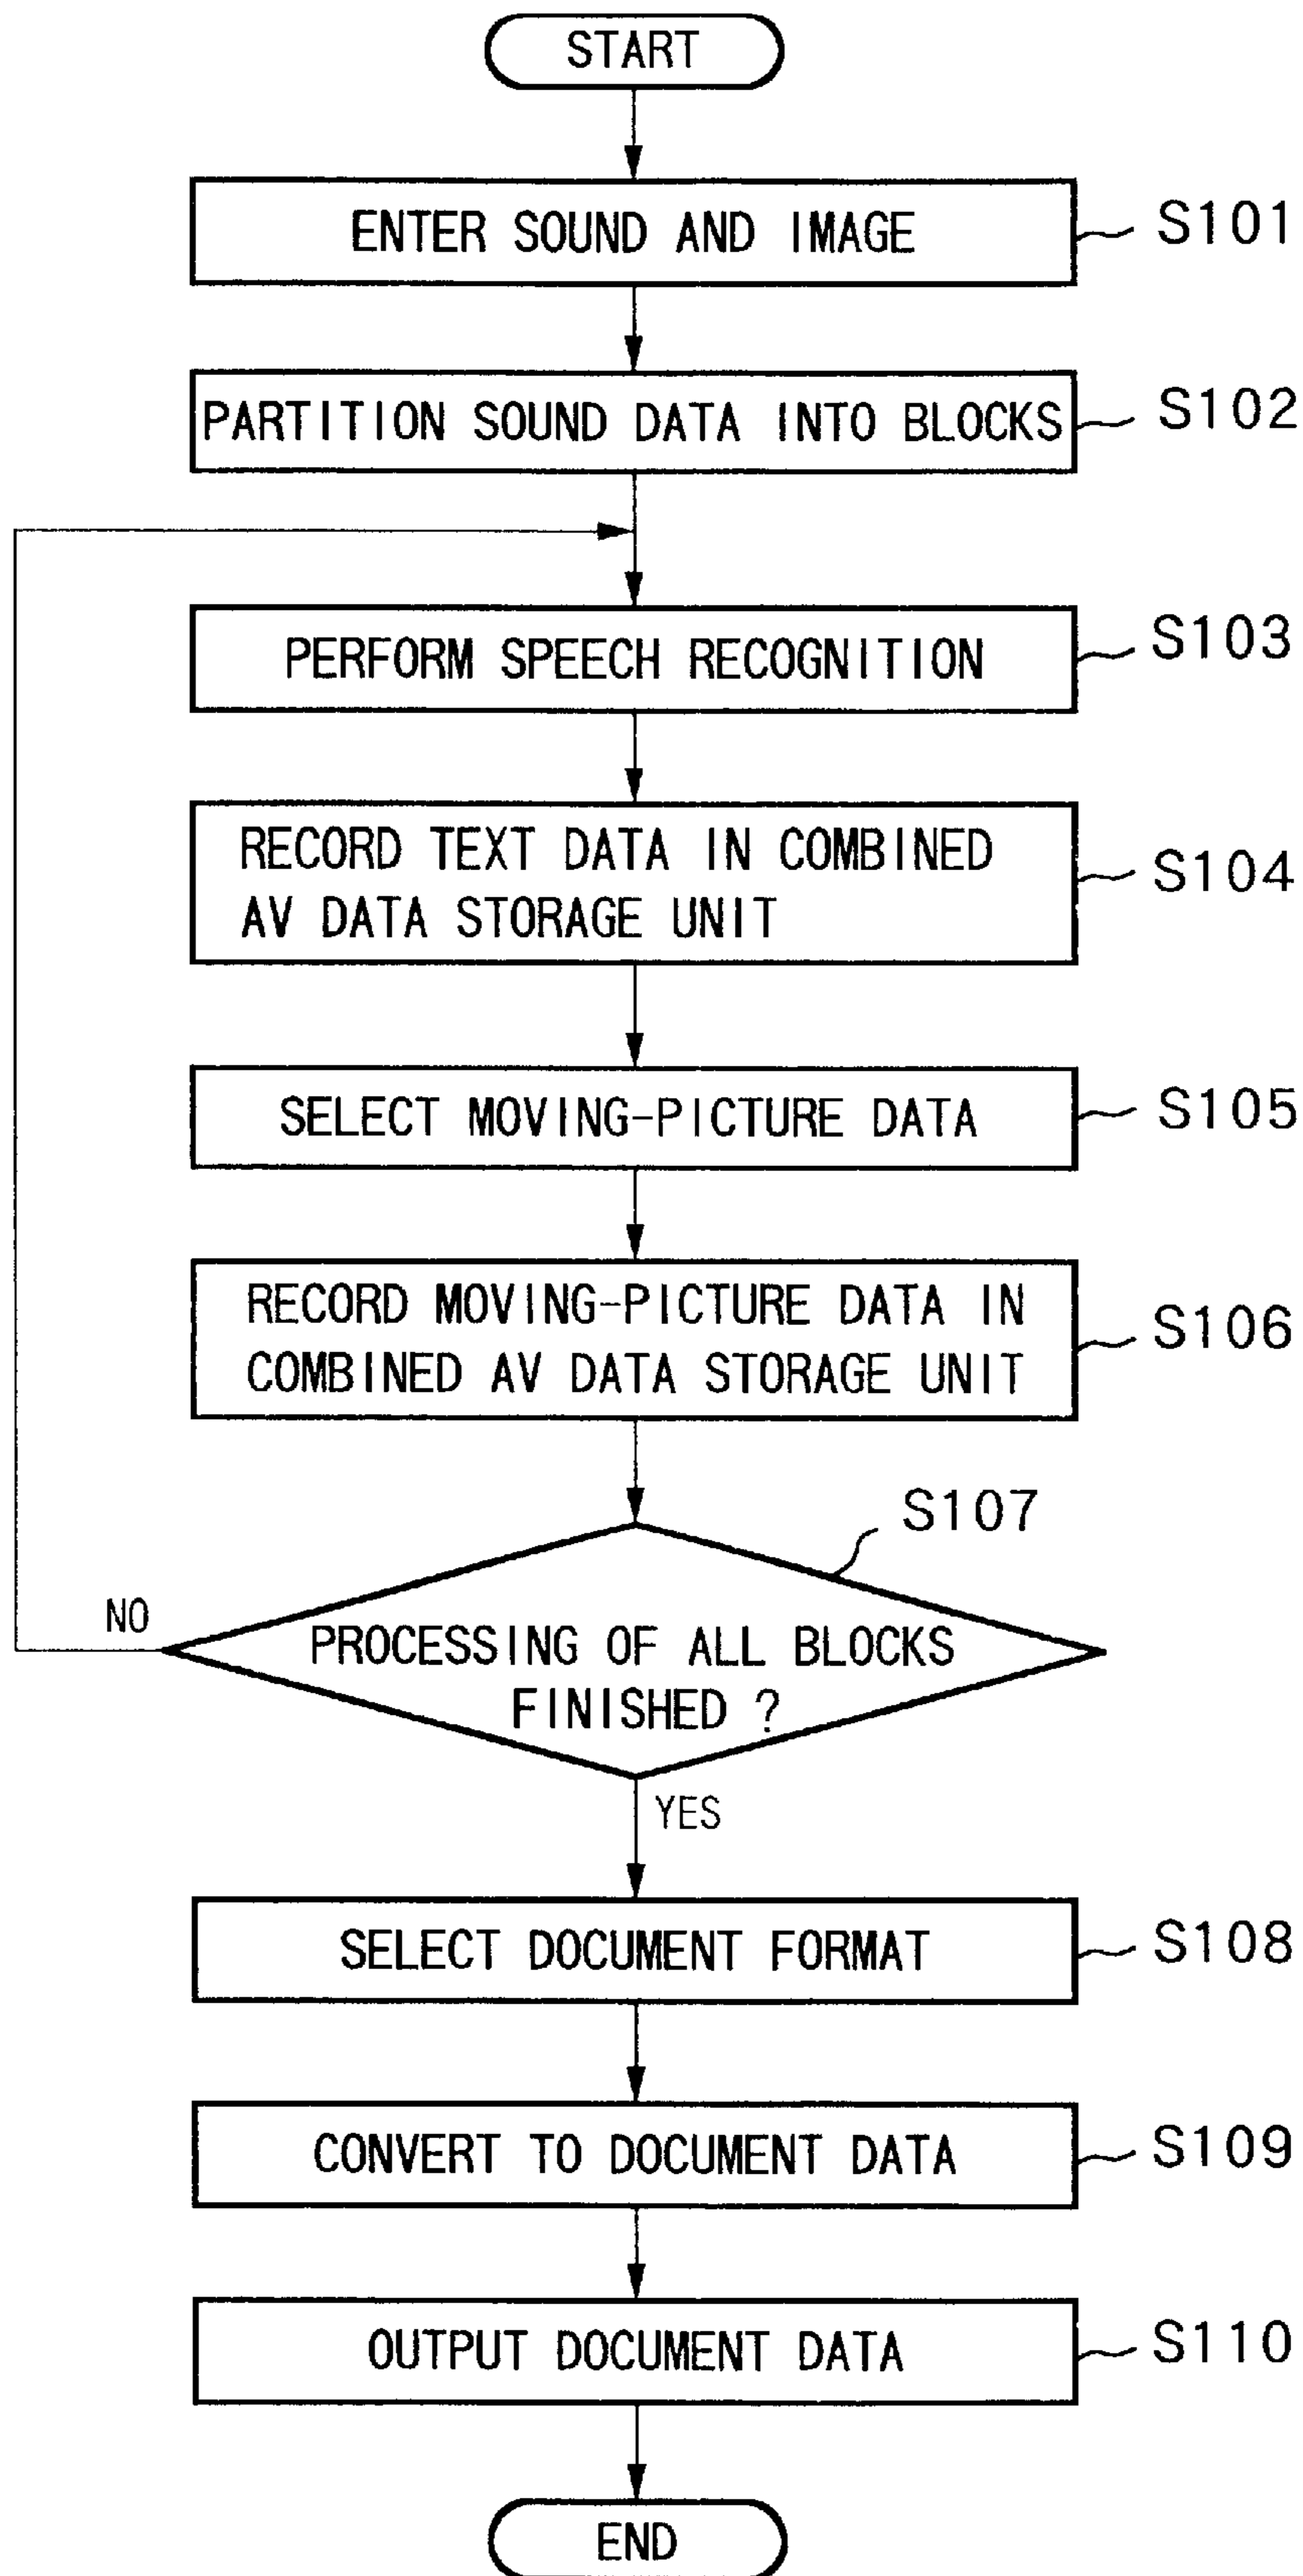 START
ENTER SOUND AND IMAGE
S101
PARTITION SOUND DATA INTO BLOCKS
S102
PERFORM SPEECH RECOGNITION
S103
RECORD TEXT DATA IN COMBINED
AV DATA STORAGE UNIT
S104
SELECT MOVING-PICTURE DATA
S105
RECORD MOVING-PICTURE DATA IN
COMBINED AV DATA STORAGE UNIT
S106
S107
NO
PROCESSING OF ALL BLOCKS
FINISHED ?
YES
SELECT DOCUMENT FORMAT
S108
CONVERT TO DOCUMENT DATA
S109
OUTPUT DOCUMENT DATA
S110
END